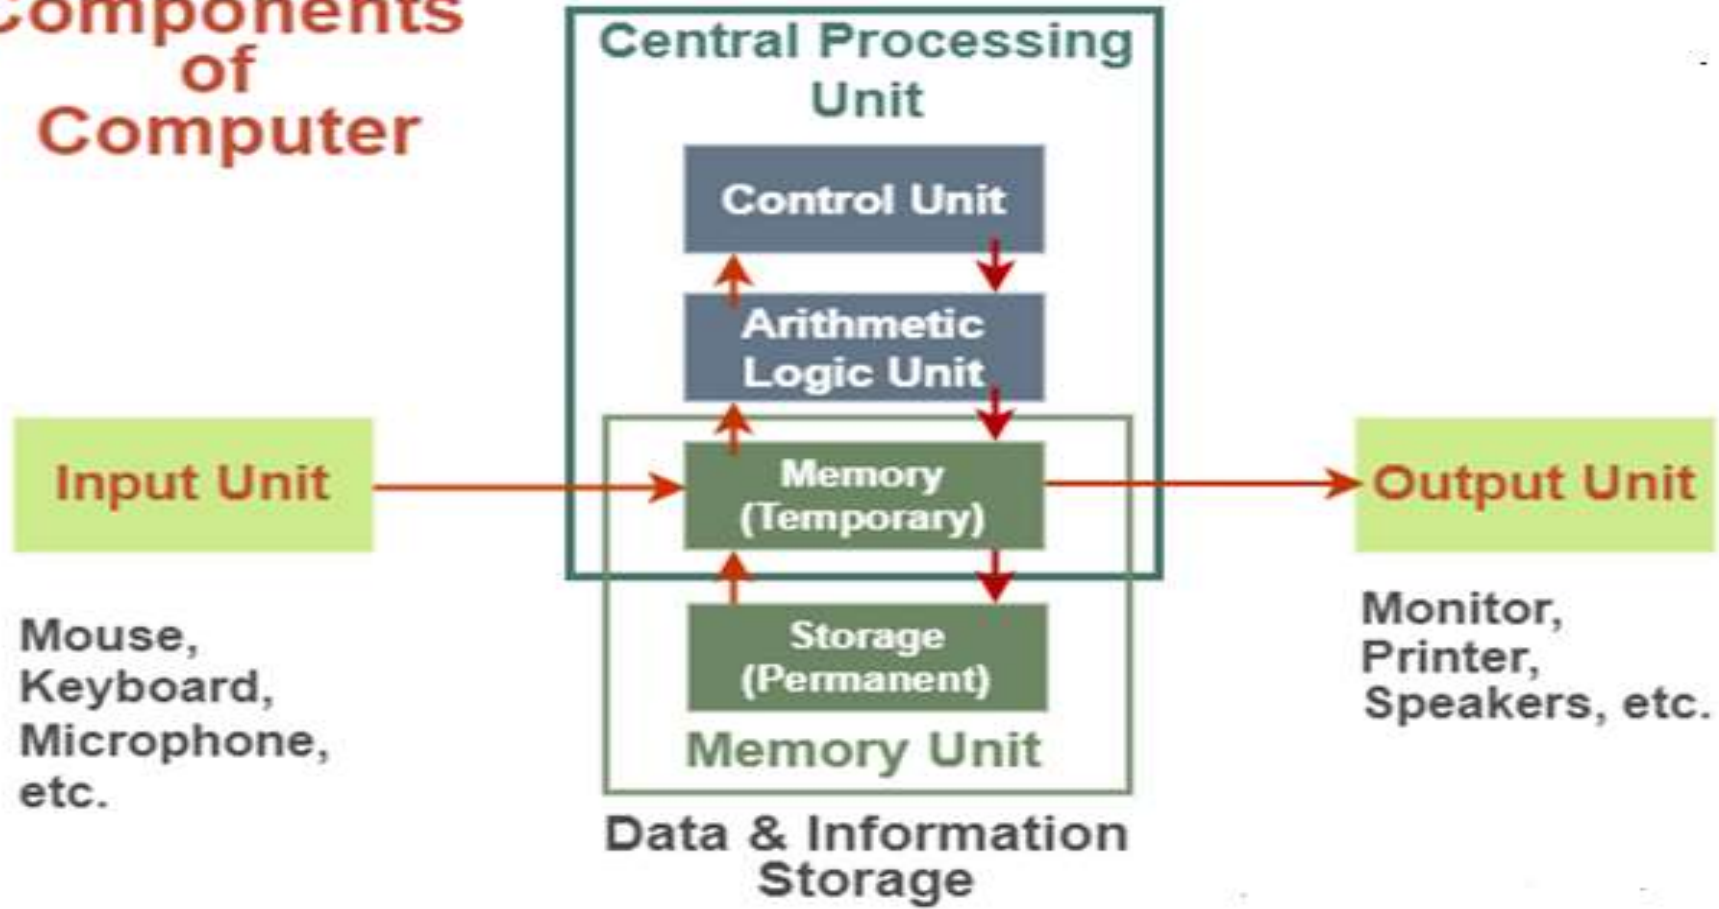 Components
of
Computer
Central Processing
Unit
Control Unit
Arithmetic
Logic Unit
Input Unit
Memory
(Temporary)
Output Unit
Mouse,
Keyboard,
Microphone,
etc.
Storage
(Permanent)
Memory Unit
Monitor,
Printer,
Speakers, etc.
Data & Information
Storage